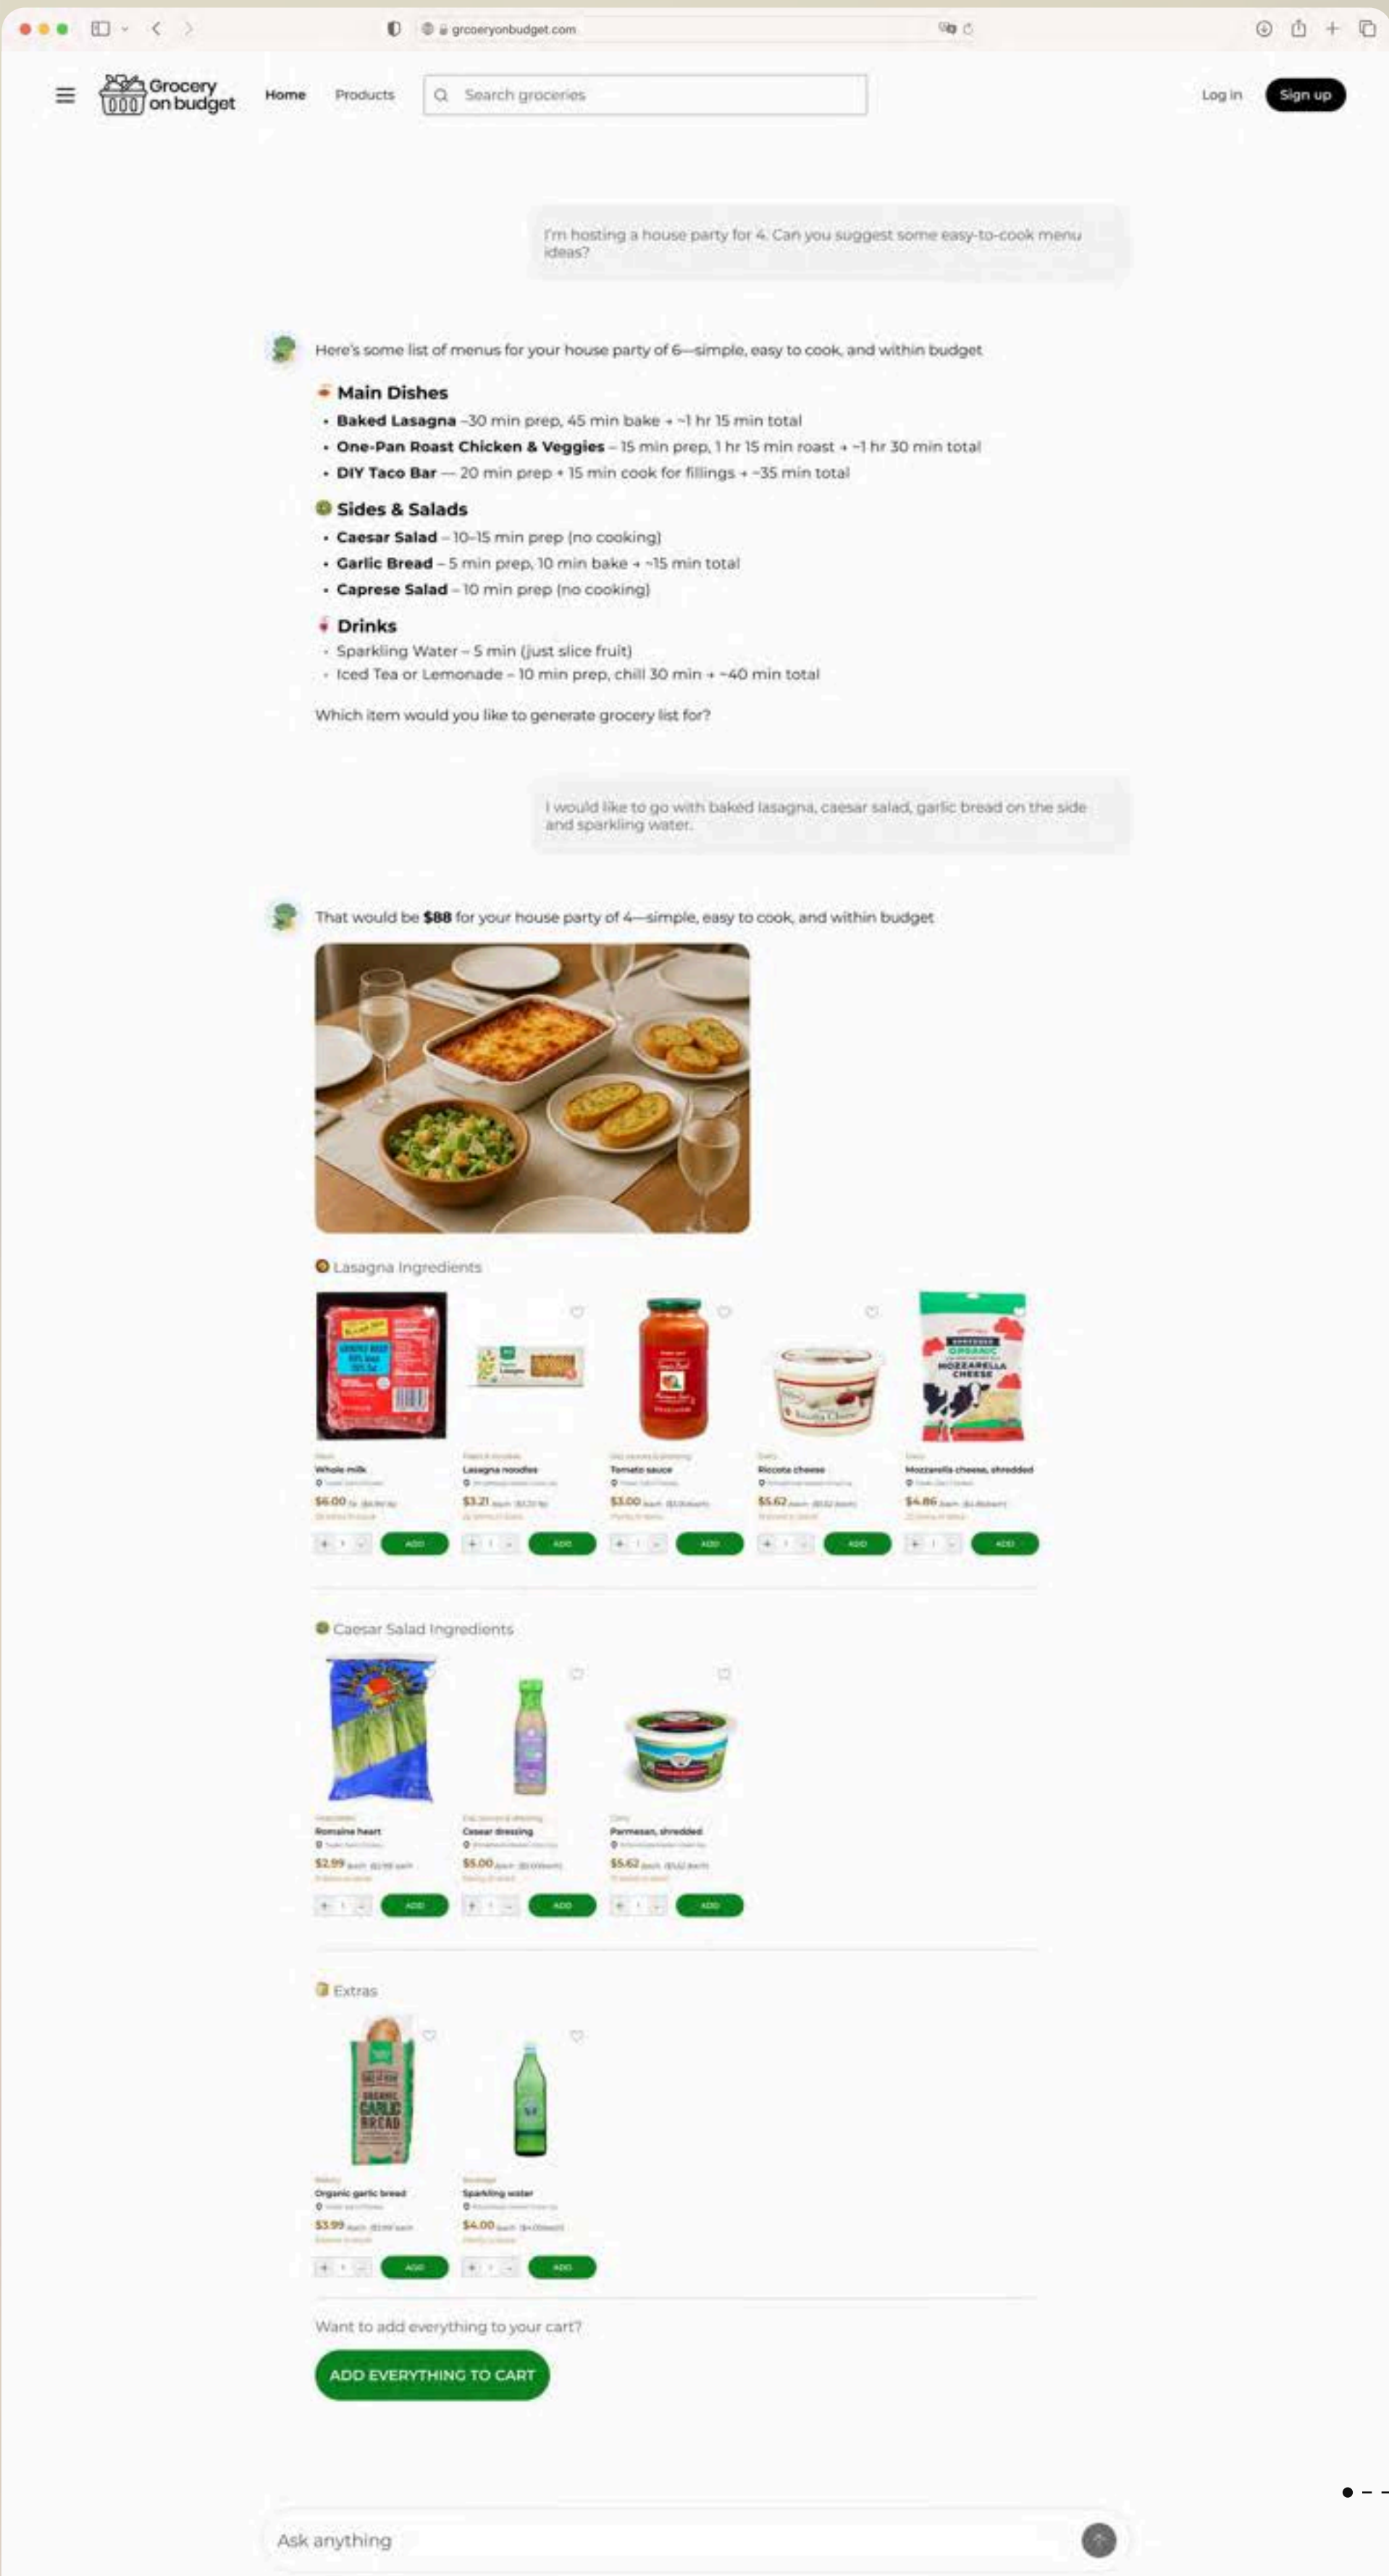 grcoeryonbudget.com
Grocery
on budget
Home
Products
Search groceries
Log in
Sign up
I'm hosting a house party for 4. Can you suggest some easy-to-cook menu
ideas?
Here's some list of menus for your house party of 6—simple, easy to cook, and within budget
Main Dishes
• Baked Lasagna –30 min prep, 45 min bake → ~1 hr 15 min total
• One-Pan Roast Chicken & Veggies – 15 min prep, 1 hr 15 min roast → ~1 hr 30 min total
• DIY Taco Bar — 20 min prep + 15 min cook for fillings → ~35 min total
Sides & Salads
• Caesar Salad – 10–15 min prep (no cooking)
• Garlic Bread – 5 min prep, 10 min bake → ~15 min total
• Caprese Salad – 10 min prep (no cooking)
Drinks
• Sparkling Water – 5 min (just slice fruit)
• Iced Tea or Lemonade – 10 min prep, chill 30 min → ~40 min total
Which item would you like to generate grocery list for?
I would like to go with baked lasagna, caesar salad, garlic bread on the side
and sparkling water.
That would be $88 for your house party of 4—simple, easy to cook, and within budget
Lasagna Ingredients
ORGANIC
MOZZARELLA
CHEESE
Whole milk
Lasagna noodles
Tomato sauce
Riccota cheese
Mozzarella cheese, shredded
$6.00
$3.21
$3.00
$5.62
$4.86
ADD
ADD
ADD
ADD
ADD
Caesar Salad Ingredients
Romaine heart
Cesear dressing
Parmesan, shredded
$2.99
$5.00
$5.62
ADD
ADD
ADD
Extras
ORGANIC
GARLIC
BREAD
Organic garlic bread
Sparkling water
$3.99
$4.00
ADD
ADD
Want to add everything to your cart?
ADD EVERYTHING TO CART
Ask anything